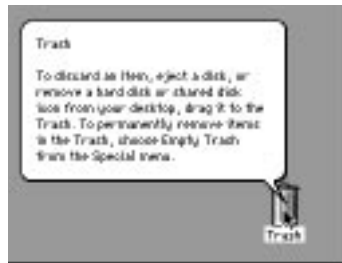 Trash
To discard an item, eject a disk, or
remove a hard disk or shared disk
icon from your desktop, drag it to the
Trash. To permanently remove items
in the Trash, choose Empty Trash
from the Special menu.
Trash